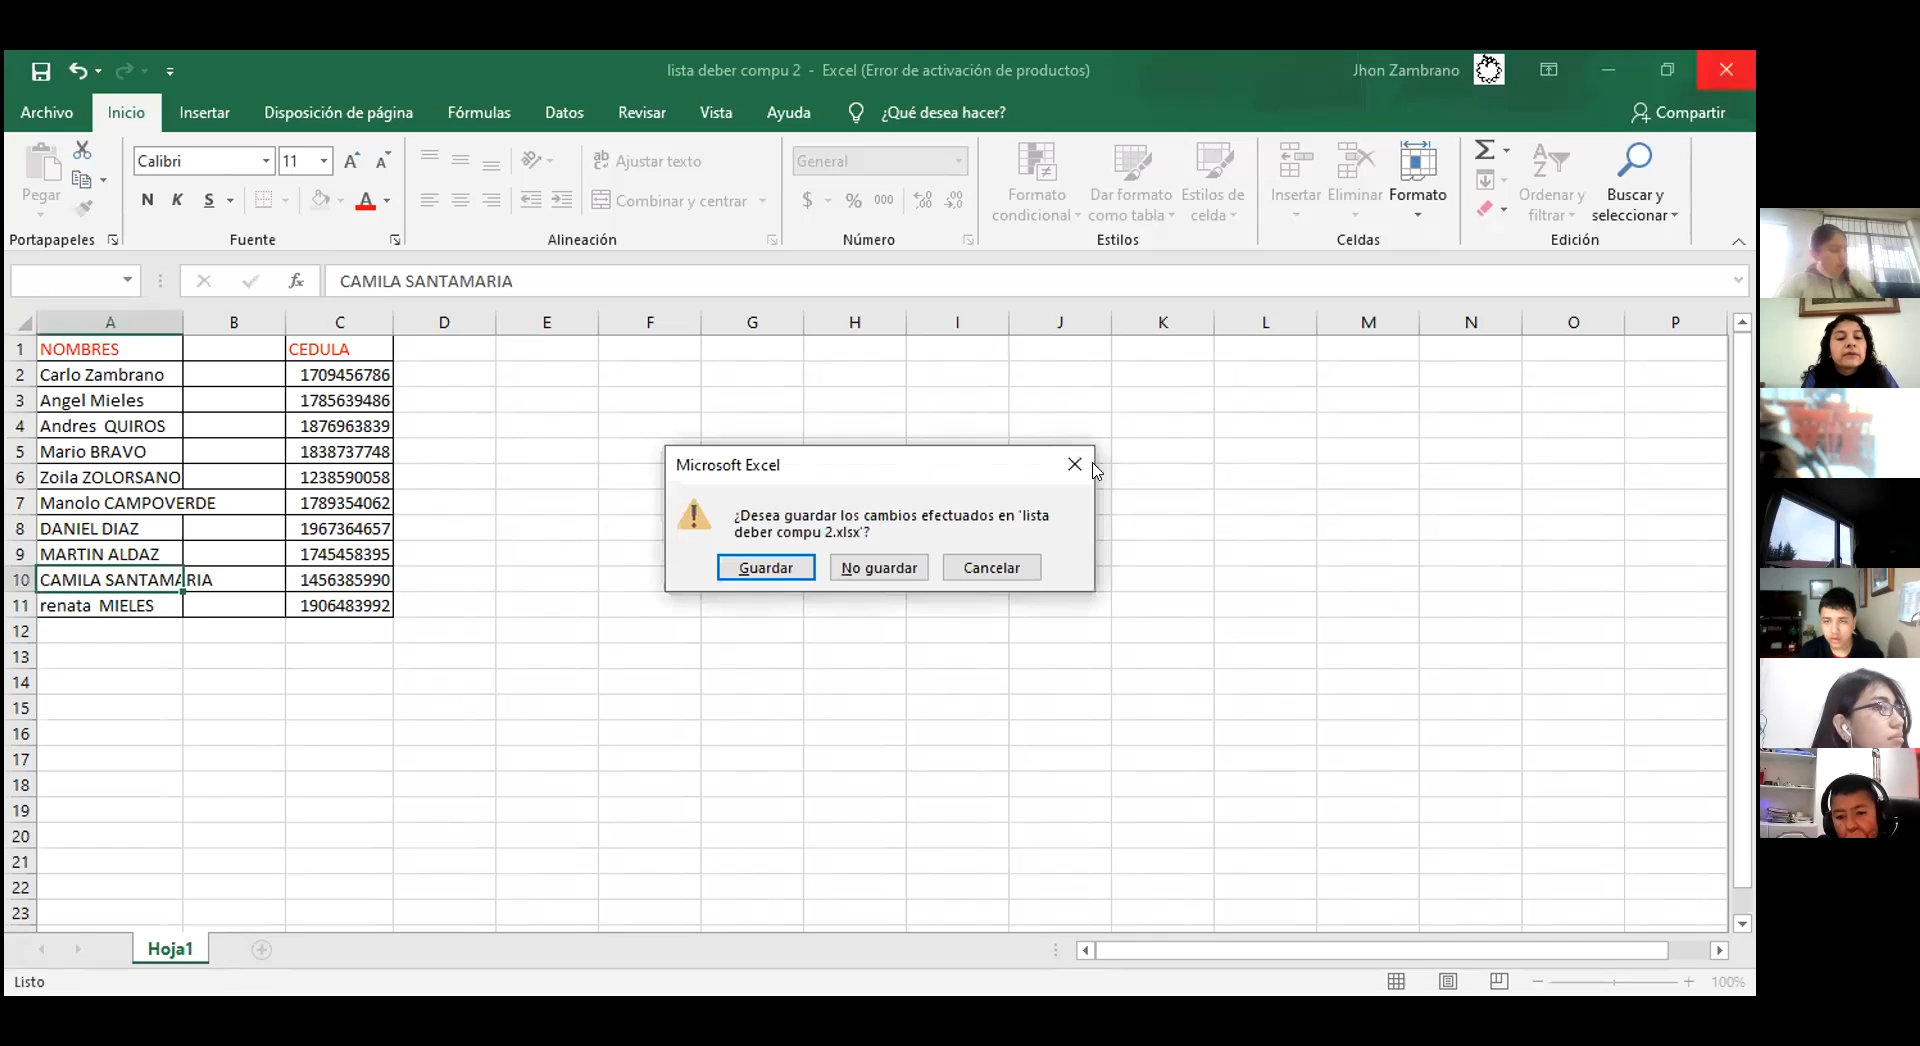 lista deber compu 2 - Excel (Error de activación de productos)
Jhon Zambrano
Archivo Inicio Insertar Disposición de página Fórmulas Datos Revisar Vista Ayuda ¿Qué desea hacer? Compartir
Calibri 11 Ajustar texto General
Pegar N K S A Combinar y centrar $ % 000
Formato condicional Dar formato como tabla Estilos de celda Insertar Eliminar Formato Ordenar y filtrar Buscar y seleccionar
Portapapeles Fuente Alineación Número Estilos Celdas Edición
fx CAMILA SANTAMARIA
A B C D E F G H I J K L M N O P
1 NOMBRES CEDULA
2 Carlo Zambrano 1709456786
3 Angel Mieles 1785639486
4 Andres  QUIROS 1876963839
5 Mario BRAVO 1838737748
6 Zoila ZOLORSANO 1238590058
7 Manolo CAMPOVERDE 1789354062
8 DANIEL DIAZ 1967364657
9 MARTIN ALDAZ 1745458395
10 CAMILA SANTAMARIA 1456385990
11 renata  MIELES 1906483992
12
13
14
15
16
17
18
19
20
21
22
23
Microsoft Excel
¿Desea guardar los cambios efectuados en 'lista
deber compu 2.xlsx'?
Guardar No guardar Cancelar
Hoja1
Listo 100%